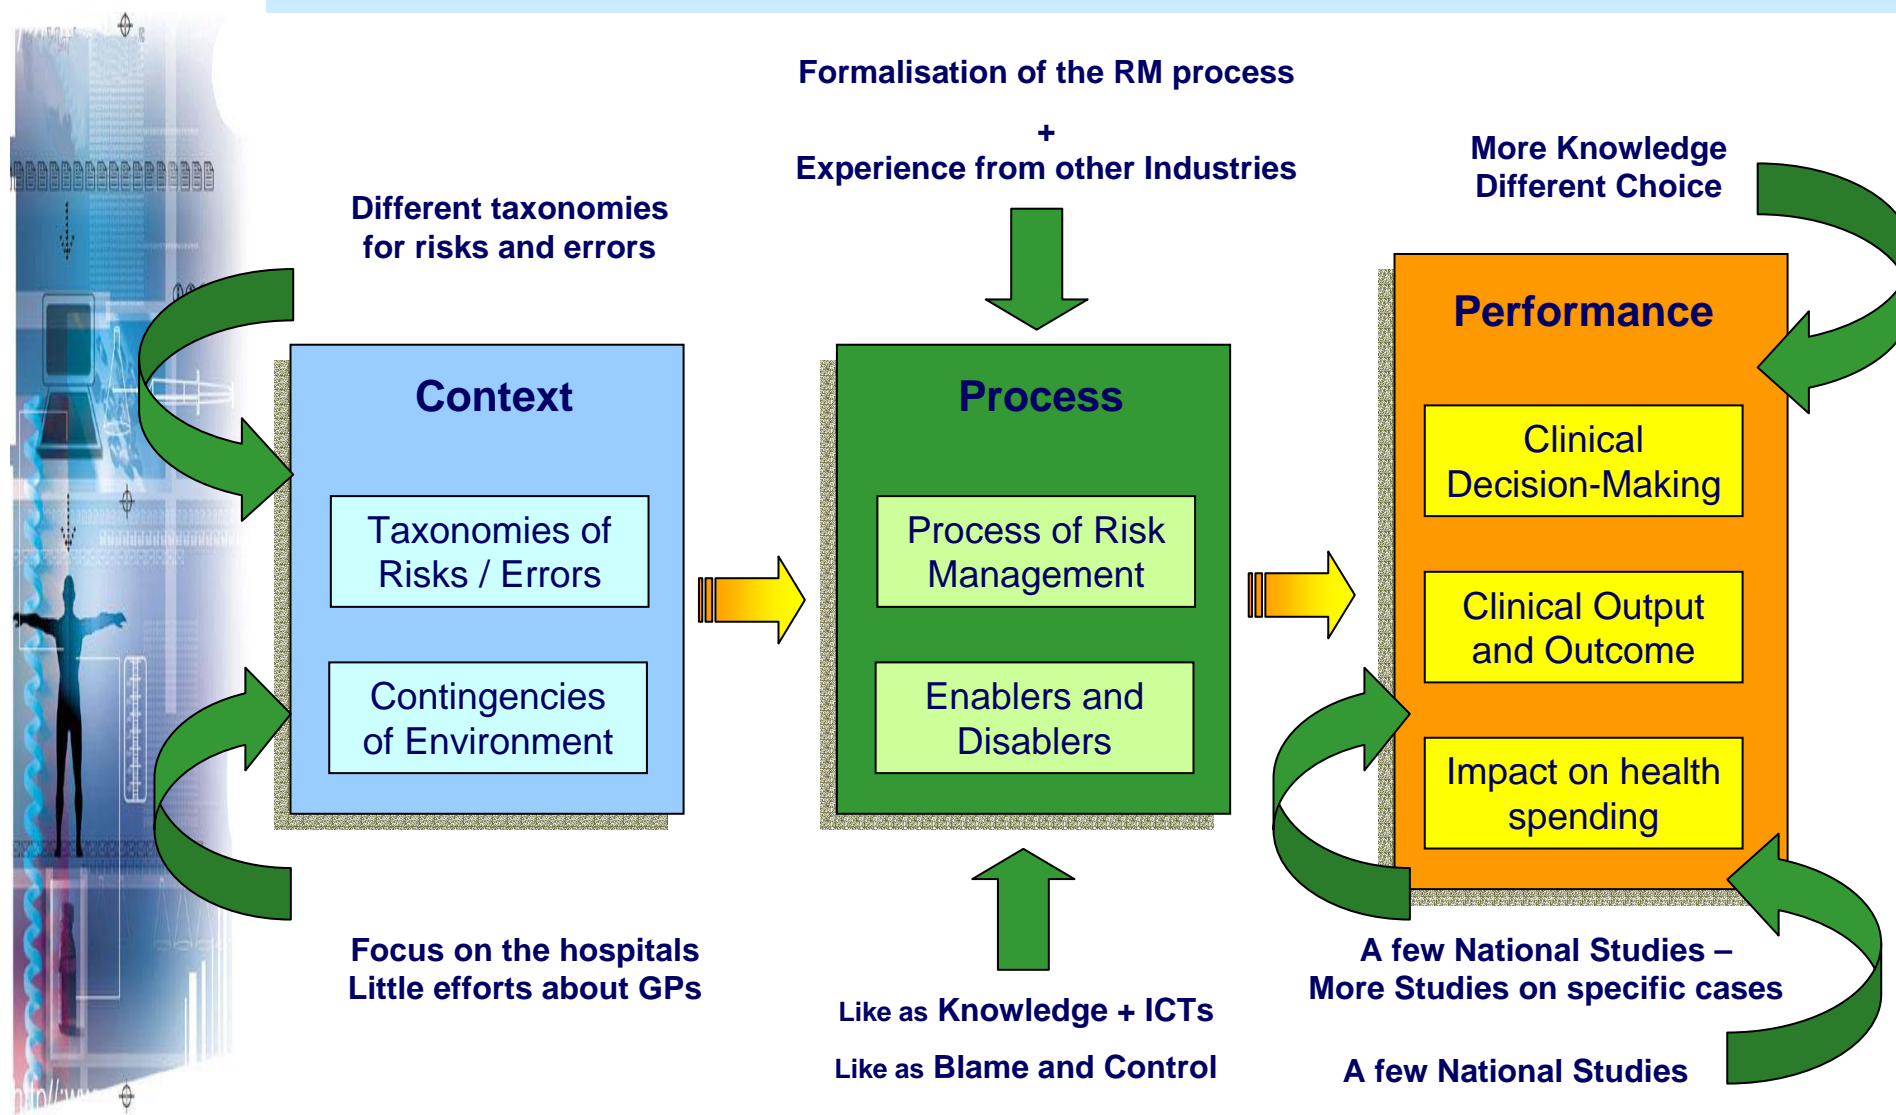 Formalisation of the RM process
+
Experience from other Industries
More Knowledge
Different Choice
Different taxonomies
for risks and errors
Context
Taxonomies of
Risks / Errors
Contingencies
of Environment
Process
Process of Risk
Management
Enablers and
Disablers
Performance
Clinical
Decision-Making
Clinical Output
and Outcome
Impact on health
spending
Focus on the hospitals
Little efforts about GPs
Like as Knowledge + ICTs
Like as Blame and Control
A few National Studies –
More Studies on specific cases
A few National Studies